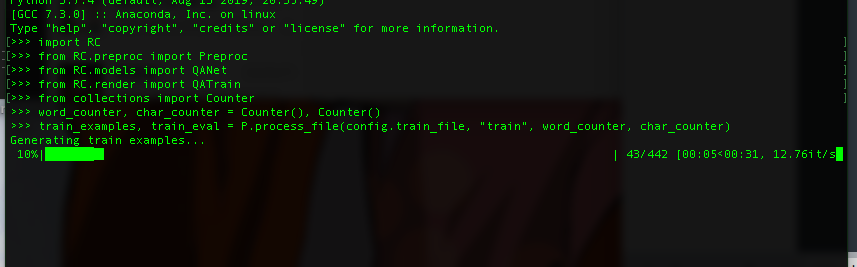 Python 3.7.4 (default, Aug 13 2019, 20:35:49)
[GCC 7.3.0] :: Anaconda, Inc. on linux
Type "help", "copyright", "credits" or "license" for more information.
[>>> import RC ]
[>>> from RC.preproc import Preproc ]
[>>> from RC.models import QANet ]
[>>> from RC.render import QATrain ]
[>>> from collections import Counter ]
>>> word_counter, char_counter = Counter(), Counter()
>>> train_examples, train_eval = P.process_file(config.train_file, "train", word_counter, char_counter)
Generating train examples...
10%| | 43/442 [00:05<00:31, 12.76it/s